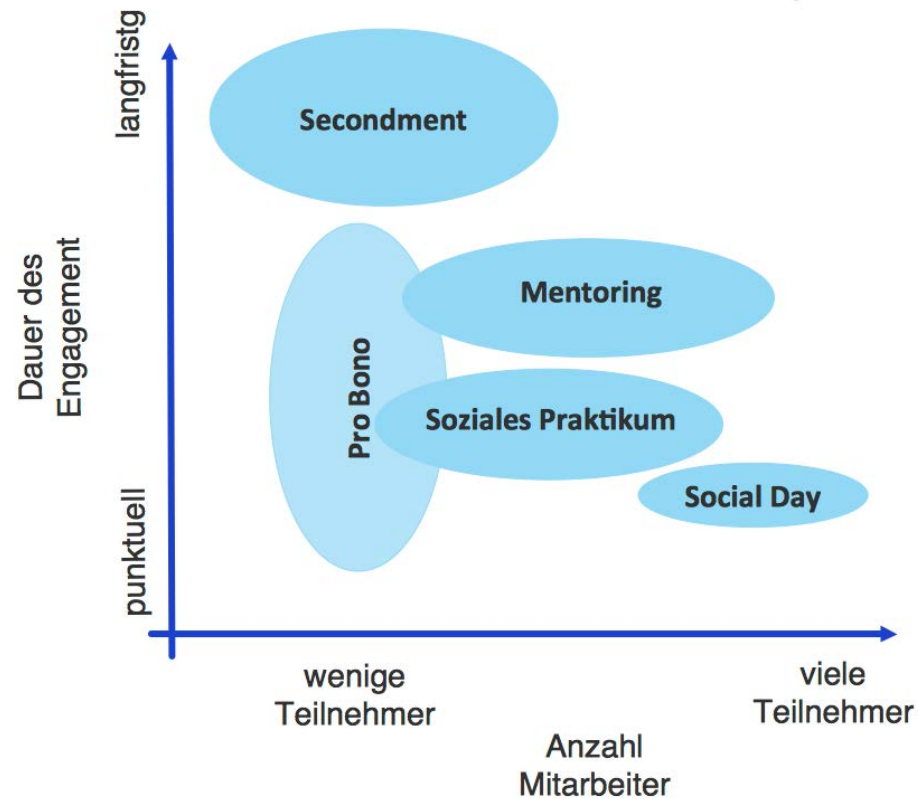 langfristg
Secondment
Dauer des
Engagement
Mentoring
Pro Bono
Soziales Praktikum
Social Day
punktuell
wenige
Teilnehmer
viele
Teilnehmer
Anzahl
Mitarbeiter